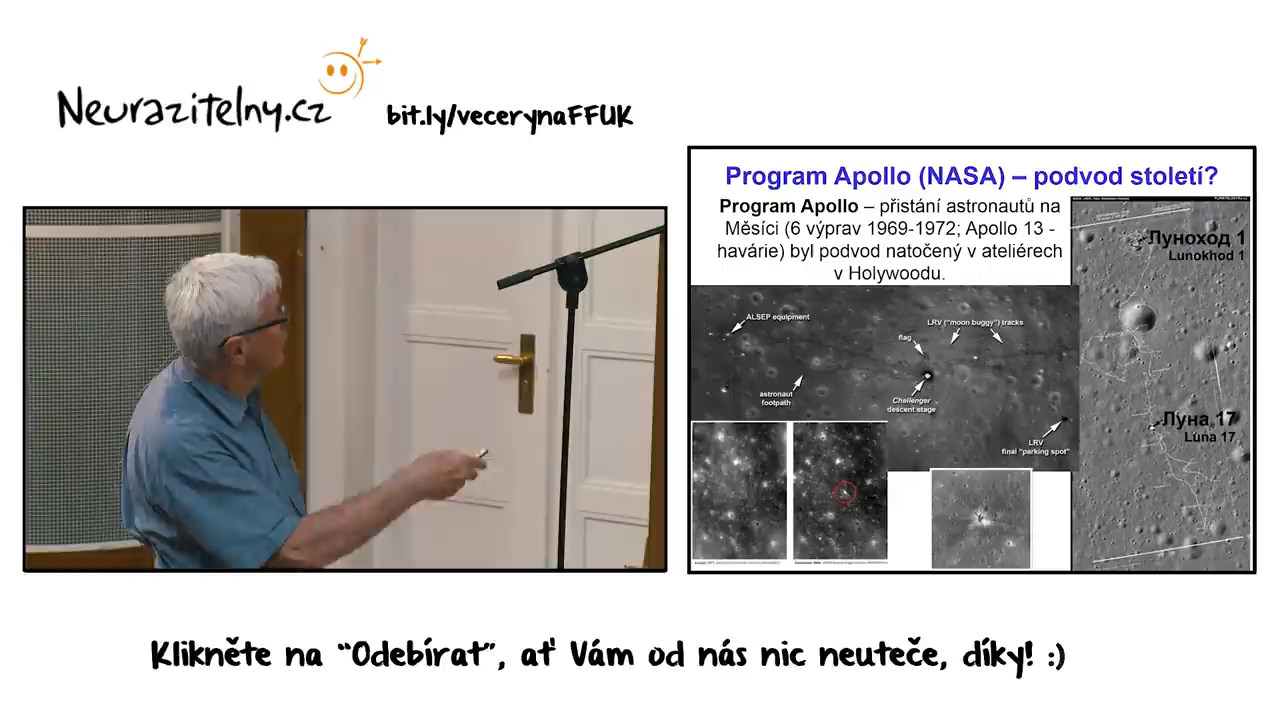 Neurazitelny.cz
bit.ly/vecerynaFFUK
Program Apollo (NASA) – podvod století?
Program Apollo – přistání astronautů na
Měsíci (6 výprav 1969-1972; Apollo 13 -
havárie) byl podvod natočený v ateliérech
v Holywoodu.
Луноход 1
Lunokhod 1
ALSEP equipment
LRV ("moon buggy") tracks
flag
astronaut
footpath
Challenger
descent stage
LRV
final "parking spot"
Луна 17
Luna 17
Klikněte na "Odebírat", ať Vám od nás nic neuteče, díky! :)